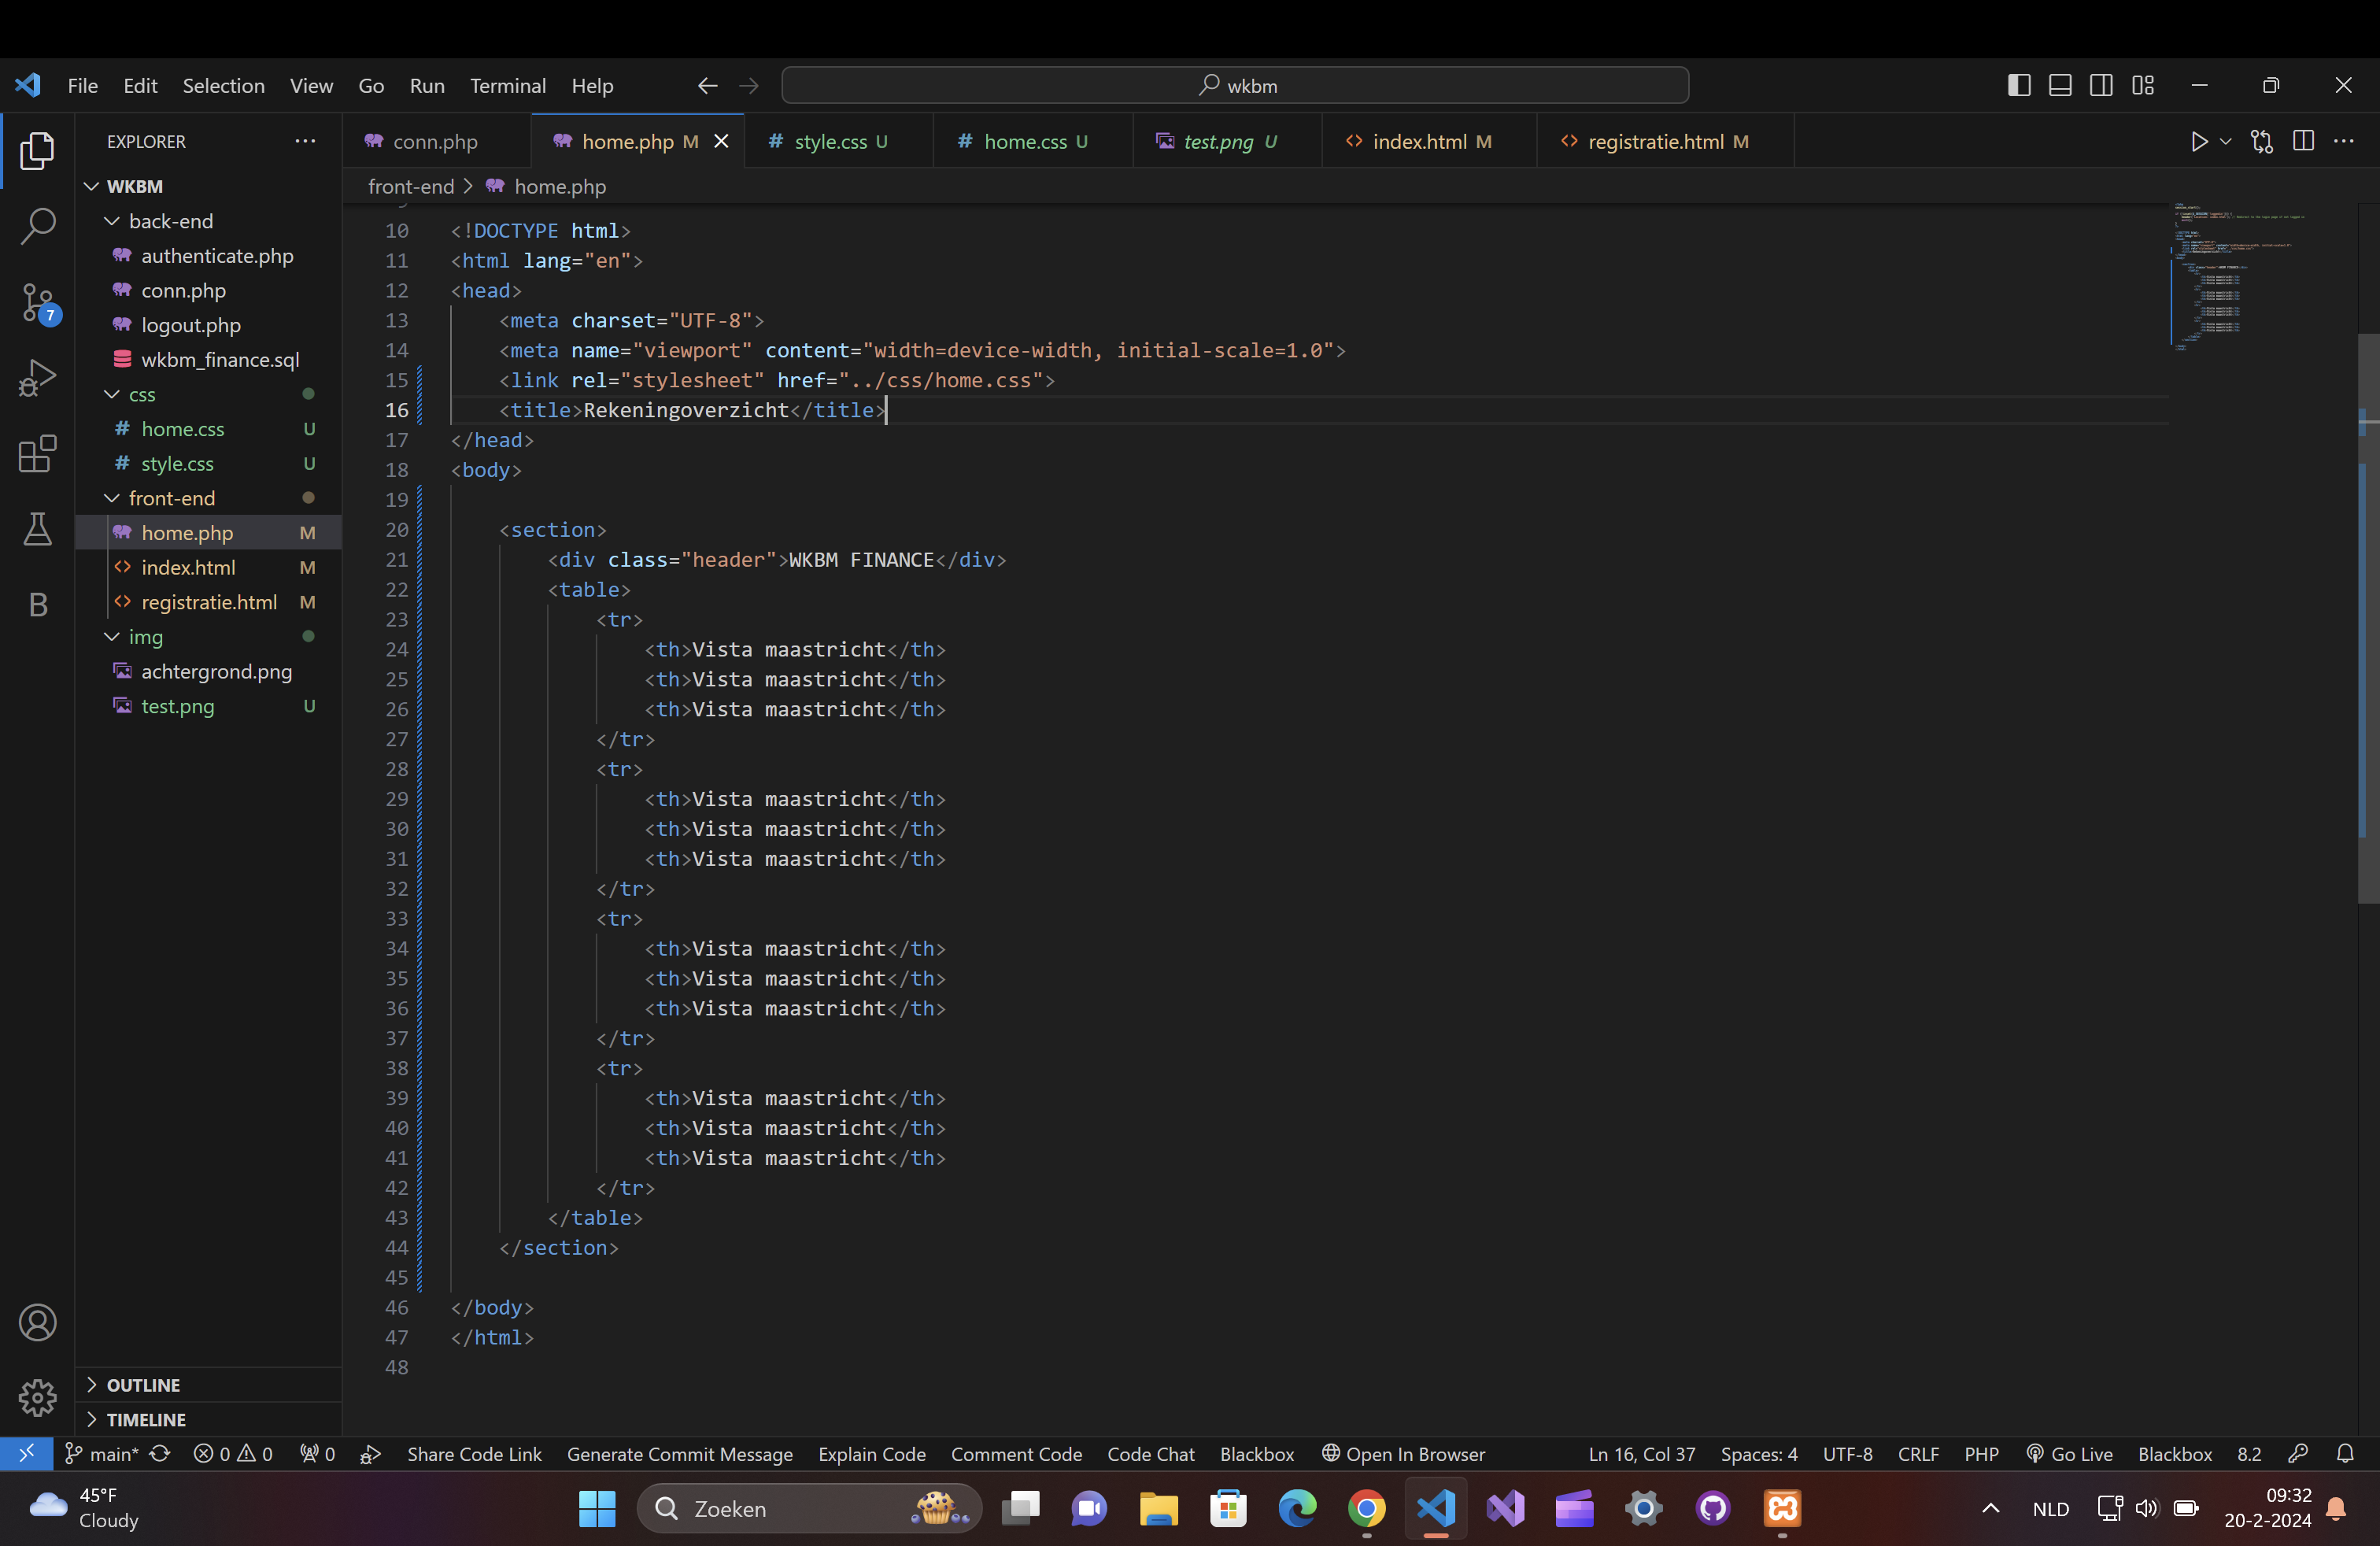 File Edit Selection View Go Run Terminal Help
wkbm
EXPLORER
WKBM
back-end
authenticate.php
conn.php
logout.php
wkbm_finance.sql
css
home.css U
style.css U
front-end
home.php M
index.html M
registratie.html M
img
achtergrond.png
test.png U
OUTLINE
TIMELINE
7
B
conn.php
home.php M
style.css U
home.css U
test.png U
index.html M
registratie.html M
front-end > home.php
10 <!DOCTYPE html>
11 <html lang="en">
12 <head>
13 <meta charset="UTF-8">
14 <meta name="viewport" content="width=device-width, initial-scale=1.0">
15 <link rel="stylesheet" href="../css/home.css">
16 <title>Rekeningoverzicht</title>
17 </head>
18 <body>
19
20 <section>
21 <div class="header">WKBM FINANCE</div>
22 <table>
23 <tr>
24 <th>Vista maastricht</th>
25 <th>Vista maastricht</th>
26 <th>Vista maastricht</th>
27 </tr>
28 <tr>
29 <th>Vista maastricht</th>
30 <th>Vista maastricht</th>
31 <th>Vista maastricht</th>
32 </tr>
33 <tr>
34 <th>Vista maastricht</th>
35 <th>Vista maastricht</th>
36 <th>Vista maastricht</th>
37 </tr>
38 <tr>
39 <th>Vista maastricht</th>
40 <th>Vista maastricht</th>
41 <th>Vista maastricht</th>
42 </tr>
43 </table>
44 </section>
45
46 </body>
47 </html>
48
main* 0 0 0 Share Code Link Generate Commit Message Explain Code Comment Code Code Chat Blackbox Open In Browser Ln 16, Col 37 Spaces: 4 UTF-8 CRLF PHP Go Live Blackbox 8.2
45°F
Cloudy
Zoeken
NLD
09:32
20-2-2024